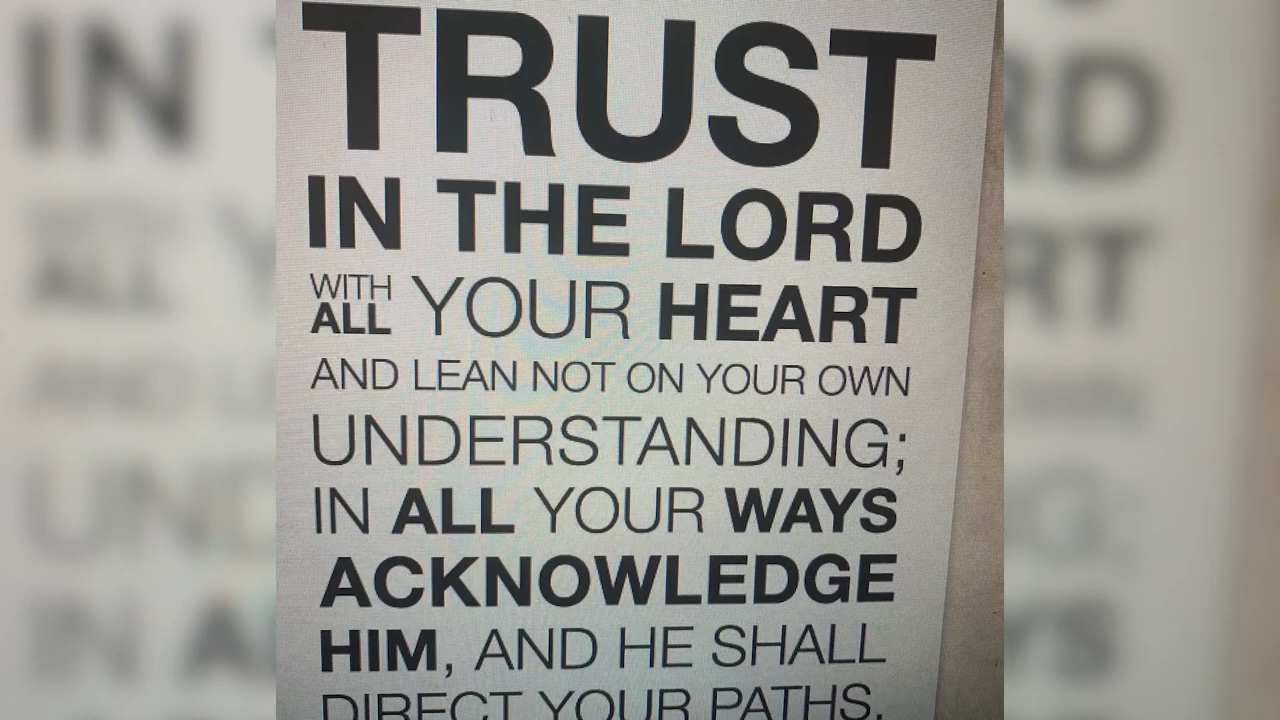 TRUST
IN THE LORD
WITH ALL YOUR HEART
AND LEAN NOT ON YOUR OWN
UNDERSTANDING;
IN ALL YOUR WAYS
ACKNOWLEDGE
HIM, AND HE SHALL
DIRECT YOUR PATHS.